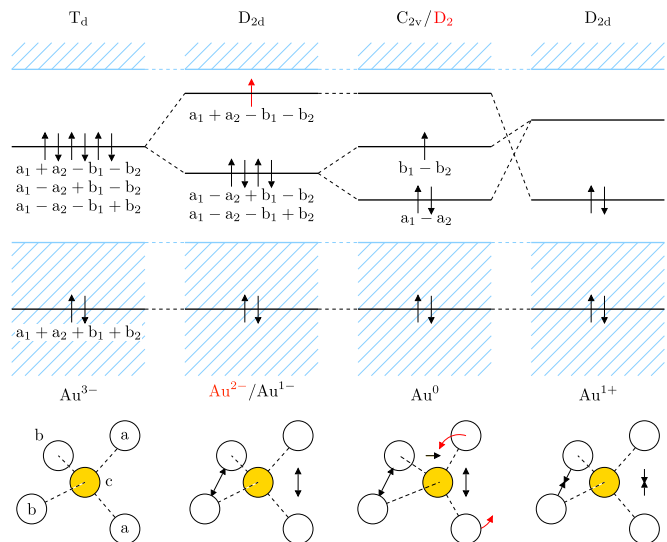 T_d
D_2d
C_2v/D_2
D_2d
a_1 + a_2 − b_1 − b_2
a_1 − a_2 + b_1 − b_2
a_1 − a_2 − b_1 + b_2
a_1 + a_2 + b_1 + b_2
a_1 + a_2 − b_1 − b_2
a_1 − a_2 + b_1 − b_2
a_1 − a_2 − b_1 + b_2
b_1 − b_2
a_1 − a_2
Au^3−
Au^2−/Au^1−
Au^0
Au^1+
b
a
c
b
a